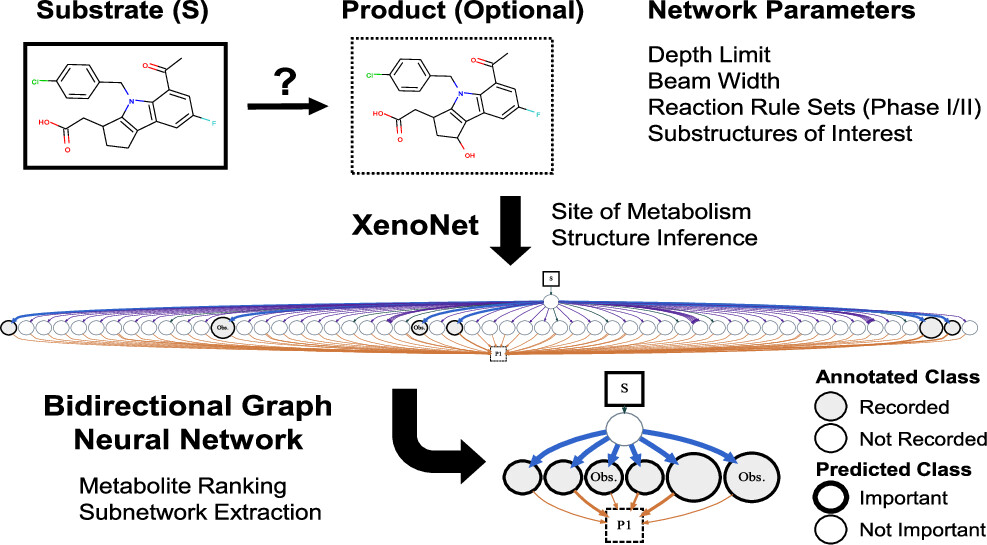 Substrate (S)
Product (Optional)
Network Parameters
Cl
N
O
F
HO
O
?
Cl
N
O
F
HO
O
OH
Depth Limit
Beam Width
Reaction Rule Sets (Phase I/II)
Substructures of Interest
XenoNet
Site of Metabolism
Structure Inference
S
Obs.
Obs.
P1
Bidirectional Graph
Neural Network
Metabolite Ranking
Subnetwork Extraction
S
Obs.
Obs.
P1
Annotated Class
Recorded
Not Recorded
Predicted Class
Important
Not Important